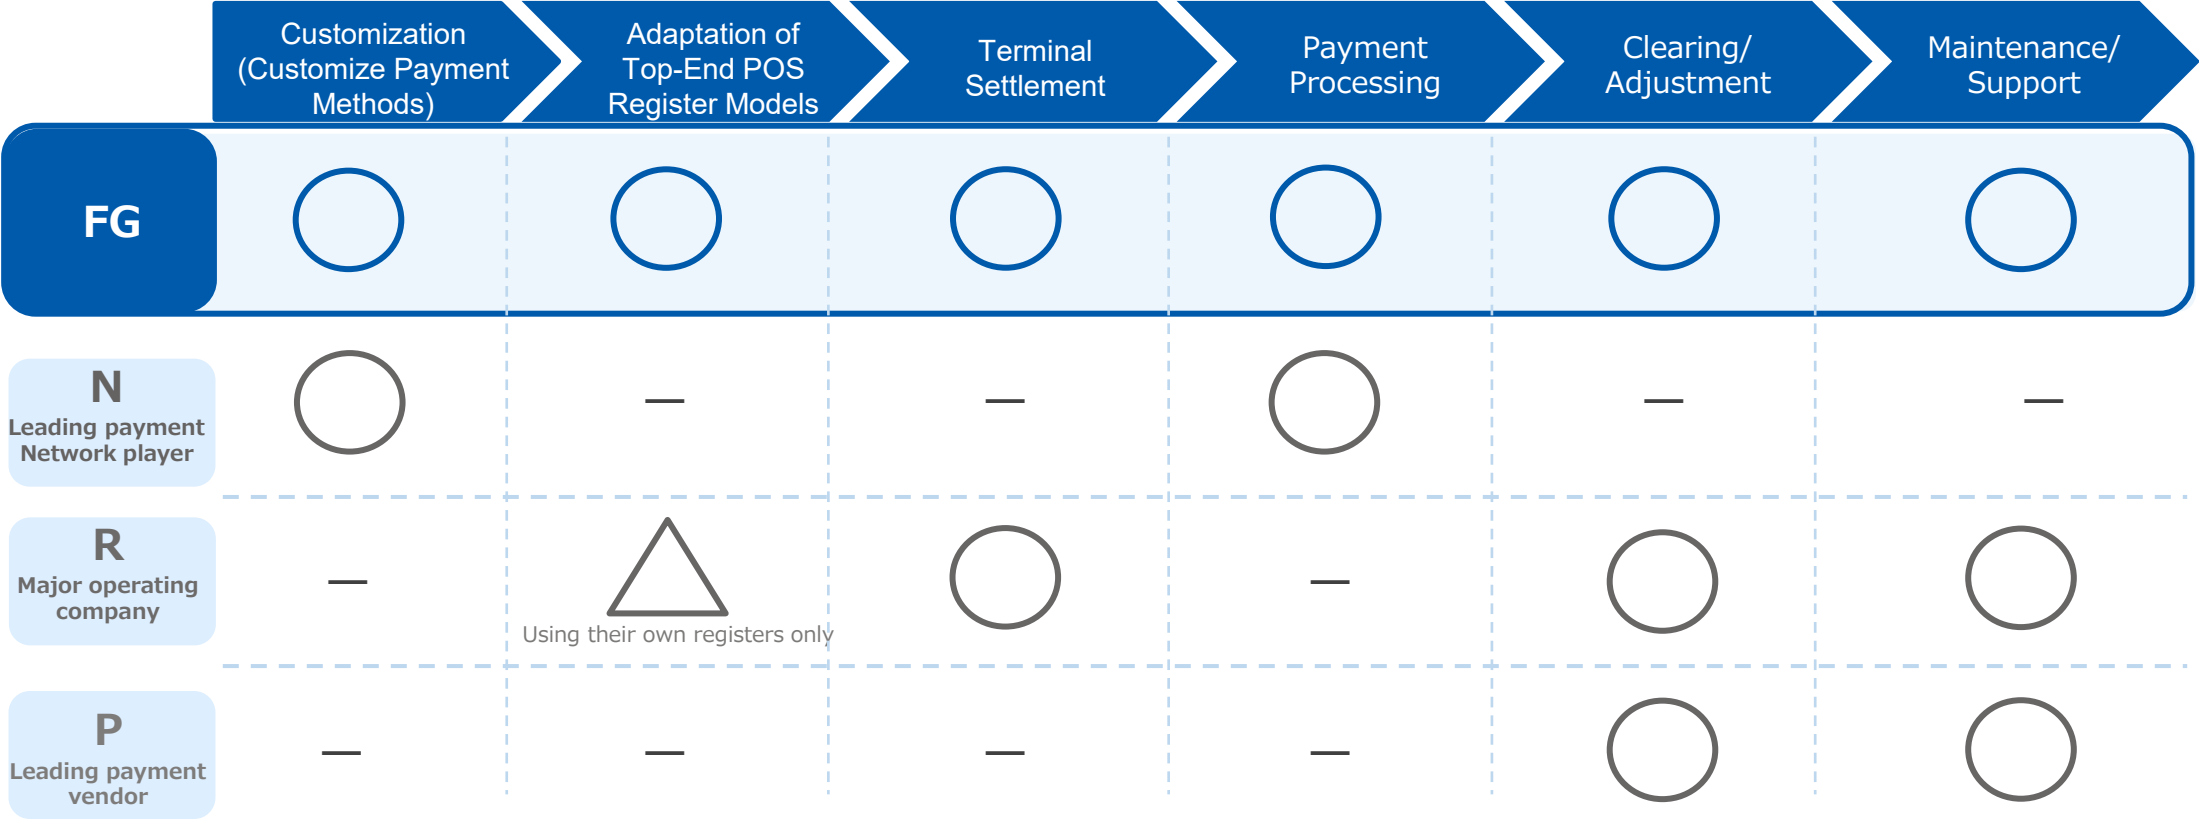 Customization
(Customize Payment
Methods)
Adaptation of
Top-End POS
Register Models
Terminal
Settlement
Payment
Processing
Clearing/
Adjustment
Maintenance/
Support
FG
N
Leading payment
Network player
—
—
—
—
R
Major operating
company
—
Using their own registers only
—
P
Leading payment
vendor
—
—
—
—